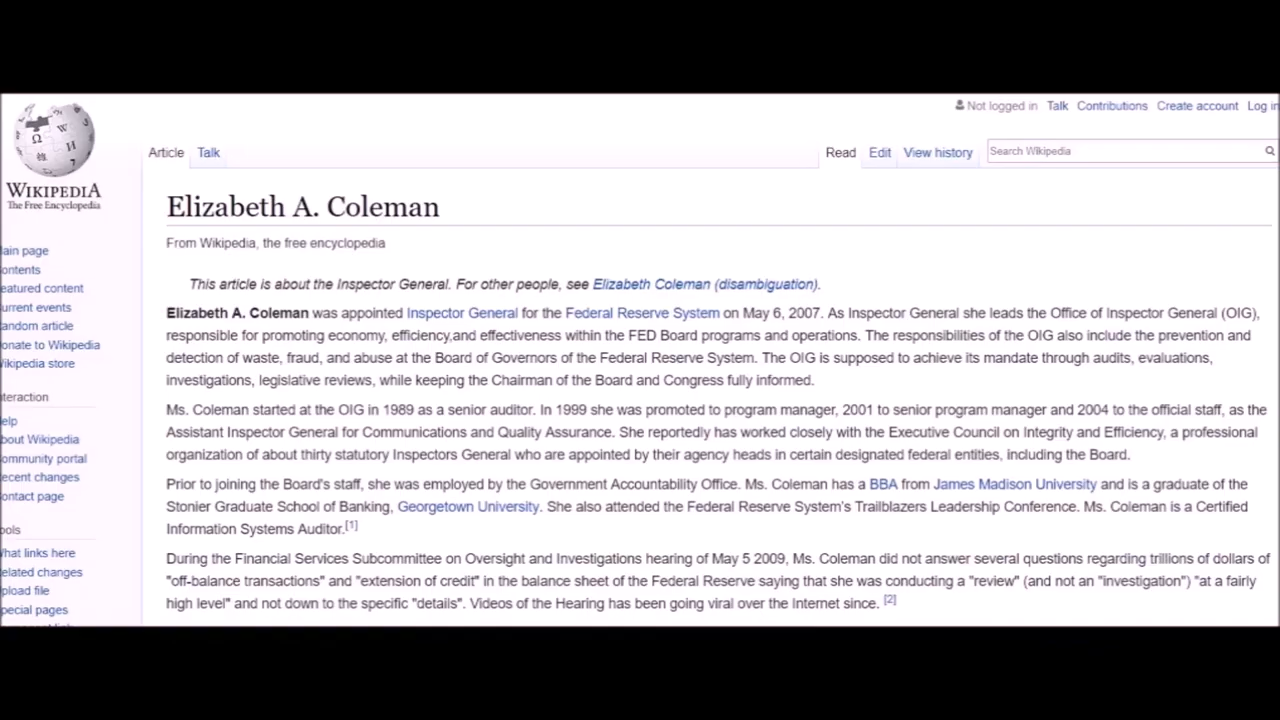 Not logged in Talk Contributions Create account Log in
Article Talk Read Edit View history Search Wikipedia
WIKIPEDIA
The Free Encyclopedia
Elizabeth A. Coleman
From Wikipedia, the free encyclopedia
This article is about the Inspector General. For other people, see Elizabeth Coleman (disambiguation).
Elizabeth A. Coleman was appointed Inspector General for the Federal Reserve System on May 6, 2007. As Inspector General she leads the Office of Inspector General (OIG),
responsible for promoting economy, efficiency,and effectiveness within the FED Board programs and operations. The responsibilities of the OIG also include the prevention and
detection of waste, fraud, and abuse at the Board of Governors of the Federal Reserve System. The OIG is supposed to achieve its mandate through audits, evaluations,
investigations, legislative reviews, while keeping the Chairman of the Board and Congress fully informed.
Ms. Coleman started at the OIG in 1989 as a senior auditor. In 1999 she was promoted to program manager, 2001 to senior program manager and 2004 to the official staff, as the
Assistant Inspector General for Communications and Quality Assurance. She reportedly has worked closely with the Executive Council on Integrity and Efficiency, a professional
organization of about thirty statutory Inspectors General who are appointed by their agency heads in certain designated federal entities, including the Board.
Prior to joining the Board's staff, she was employed by the Government Accountability Office. Ms. Coleman has a BBA from James Madison University and is a graduate of the
Stonier Graduate School of Banking, Georgetown University. She also attended the Federal Reserve System's Trailblazers Leadership Conference. Ms. Coleman is a Certified
Information Systems Auditor.[1]
During the Financial Services Subcommittee on Oversight and Investigations hearing of May 5 2009, Ms. Coleman did not answer several questions regarding trillions of dollars of
"off-balance transactions" and "extension of credit" in the balance sheet of the Federal Reserve saying that she was conducting a "review" (and not an "investigation") "at a fairly
high level" and not down to the specific "details". Videos of the Hearing has been going viral over the Internet since. [2]
ain page
ontents
eatured content
urrent events
andom article
onate to Wikipedia
Vikipedia store
nteraction
elp
bout Wikipedia
ommunity portal
ecent changes
ontact page
ools
hat links here
elated changes
pload file
pecial pages